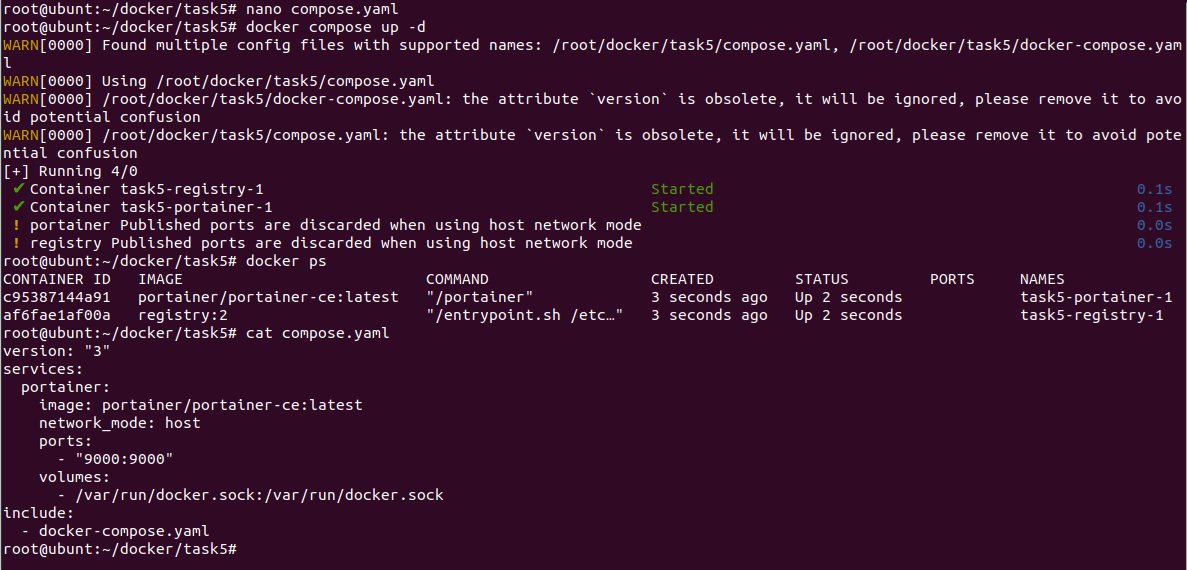 root@ubunt:~/docker/task5# nano compose.yaml
root@ubunt:~/docker/task5# docker compose up -d
WARN[0000] Found multiple config files with supported names: /root/docker/task5/compose.yaml, /root/docker/task5/docker-compose.yam
l
WARN[0000] Using /root/docker/task5/compose.yaml
WARN[0000] /root/docker/task5/docker-compose.yaml: the attribute `version` is obsolete, it will be ignored, please remove it to avo
id potential confusion
WARN[0000] /root/docker/task5/compose.yaml: the attribute `version` is obsolete, it will be ignored, please remove it to avoid pote
ntial confusion
[+] Running 4/0
 ✔ Container task5-registry-1                                           Started                                               0.1s
 ✔ Container task5-portainer-1                                          Started                                               0.1s
 ! portainer Published ports are discarded when using host network mode                                                       0.0s
 ! registry Published ports are discarded when using host network mode                                                        0.0s
root@ubunt:~/docker/task5# docker ps
CONTAINER ID   IMAGE                           COMMAND                  CREATED         STATUS         PORTS     NAMES
c95387144a91   portainer/portainer-ce:latest   "/portainer"             3 seconds ago   Up 2 seconds             task5-portainer-1
af6fae1af00a   registry:2                      "/entrypoint.sh /etc…"   3 seconds ago   Up 2 seconds             task5-registry-1
root@ubunt:~/docker/task5# cat compose.yaml
version: "3"
services:
  portainer:
    image: portainer/portainer-ce:latest
    network_mode: host
    ports:
      - "9000:9000"
    volumes:
      - /var/run/docker.sock:/var/run/docker.sock
include:
  - docker-compose.yaml
root@ubunt:~/docker/task5#